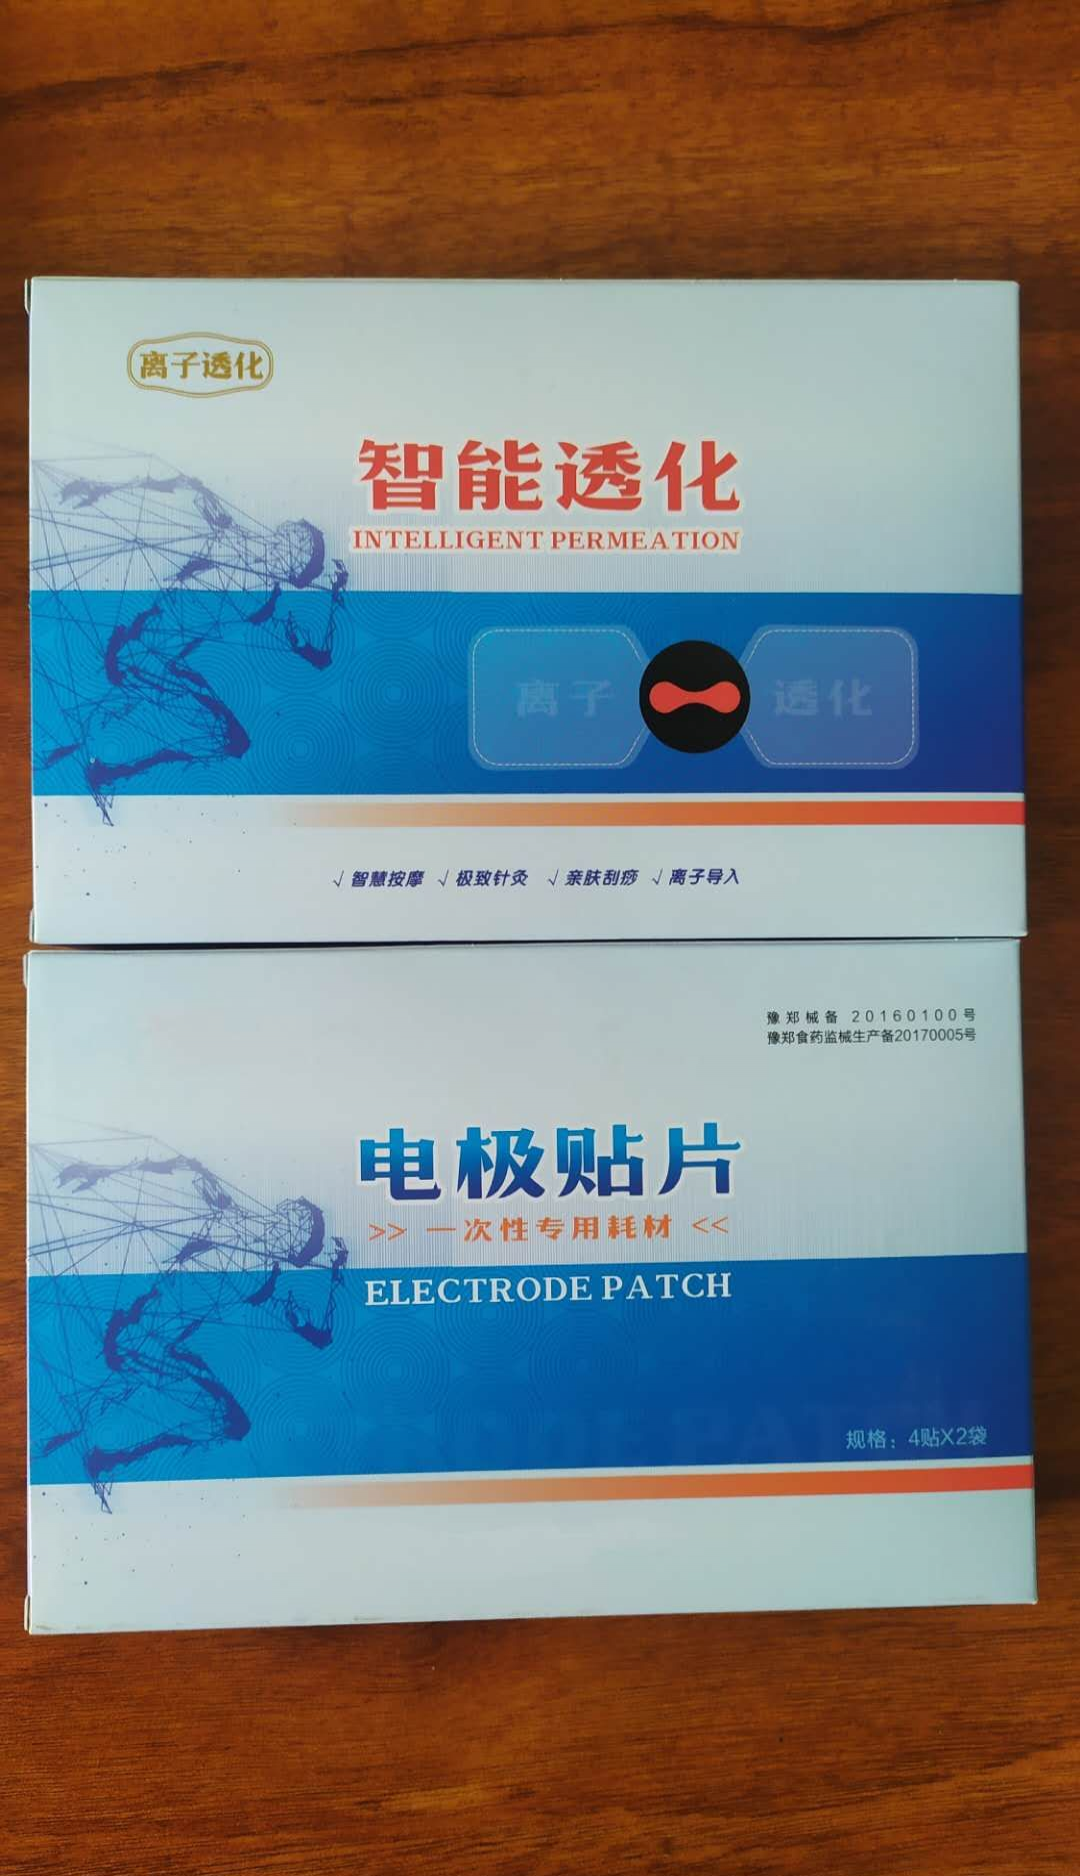 离子透化
智能透化
INTELLIGENT PERMEATION
离子 透化
√智慧按摩 √极致针灸 √亲肤刮痧 √离子导入
豫郑械备 20160100号
豫郑食药监械生产备20170005号
电极贴片
>> 一次性专用耗材 <<
ELECTRODE PATCH
规格：4贴X2袋